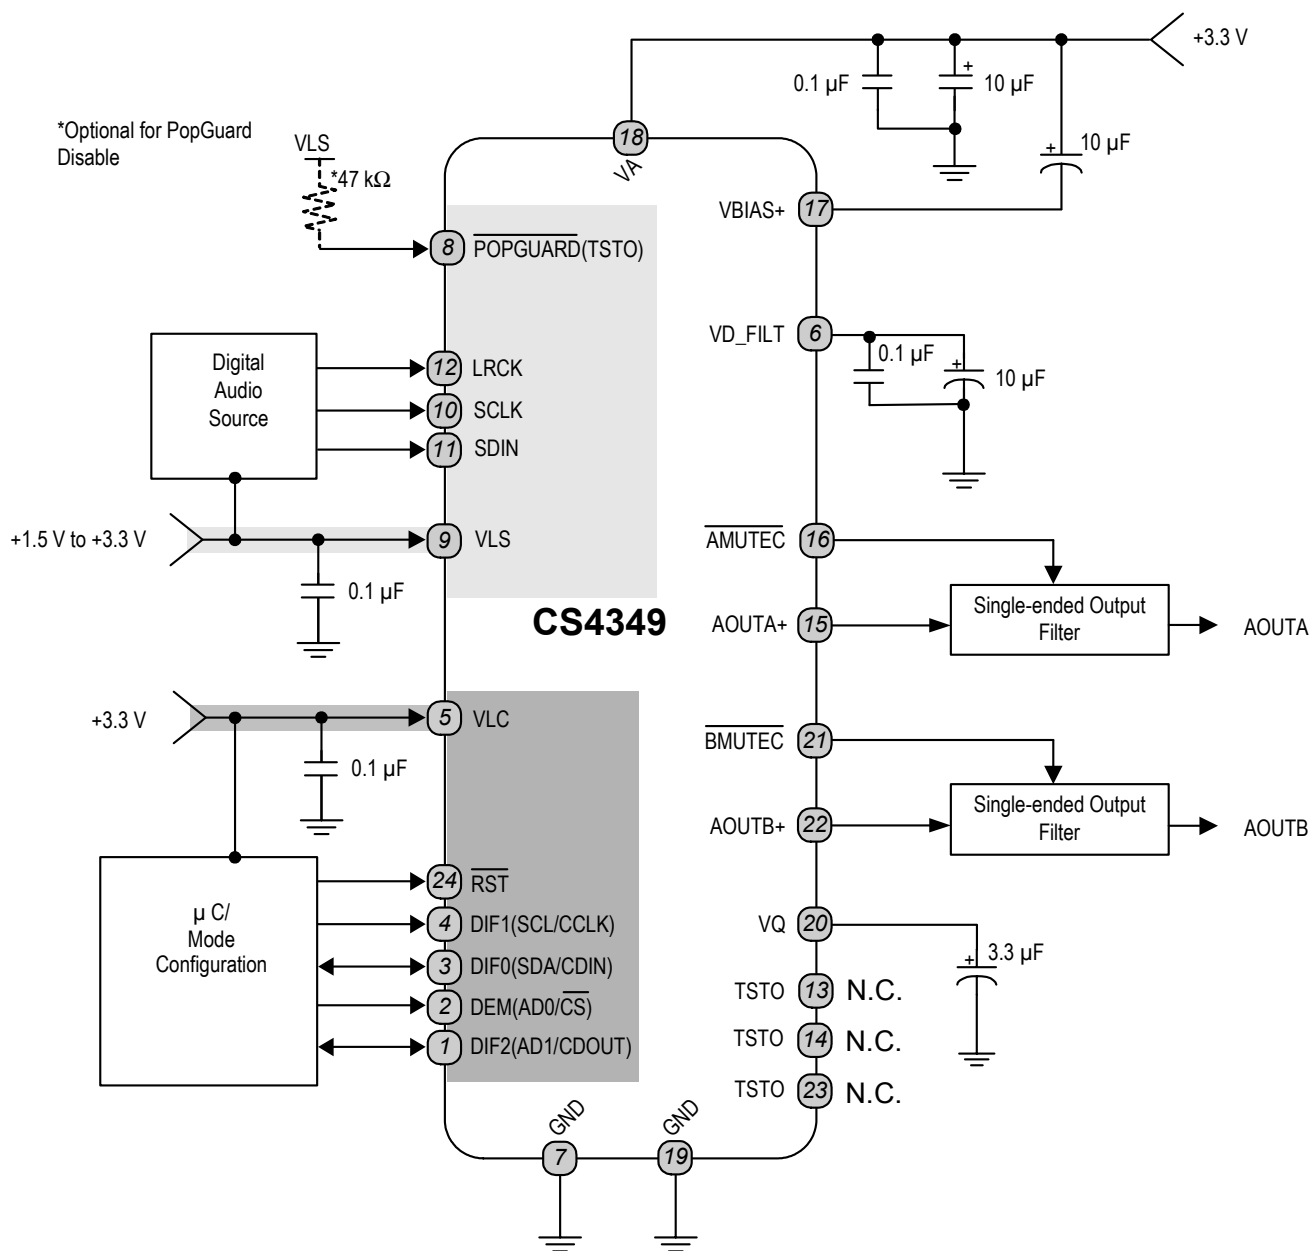 +3.3 V
0.1 µF
10 µF
10 µF
*Optional for PopGuard
Disable
VLS
*47 kΩ
18
VA
VBIAS+
17
8
POPGUARD(TSTO)
VD_FILT
6
0.1 µF
10 µF
Digital
Audio
Source
12
LRCK
10
SCLK
11
SDIN
+1.5 V to +3.3 V
9
VLS
0.1 µF
CS4349
AMUTEC
16
AOUTA+
15
Single-ended Output
Filter
AOUTA
+3.3 V
5
VLC
0.1 µF
BMUTEC
21
AOUTB+
22
Single-ended Output
Filter
AOUTB
µ C/
Mode
Configuration
24
RST
4
DIF1(SCL/CCLK)
3
DIF0(SDA/CDIN)
2
DEM(AD0/CS)
1
DIF2(AD1/CDOUT)
VQ
20
3.3 µF
TSTO
13
N.C.
TSTO
14
N.C.
TSTO
23
N.C.
GND
7
GND
19